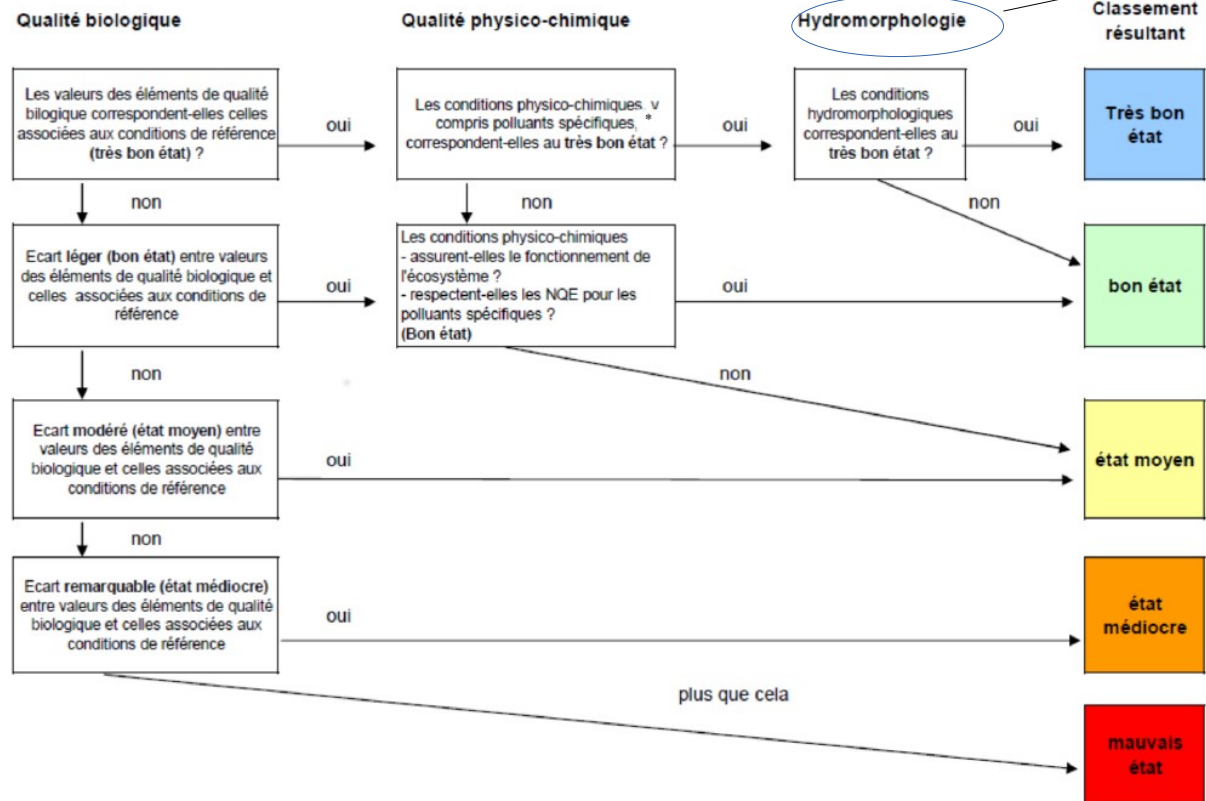 Qualité biologique
Qualité physico-chimique
Hydromorphologie
Classement
résultant
Les valeurs des éléments de qualité
bilogique correspondent-elles celles
associées aux conditions de référence
(très bon état) ?
oui
Les conditions physico-chimiques, y
compris polluants spécifiques, *
correspondent-elles au très bon état ?
oui
Les conditions
hydromorphologiques
correspondent-elles au
très bon état ?
oui
Très bon
état
non
non
non
Ecart léger (bon état) entre valeurs
des éléments de qualité biologique et
celles associées aux conditions de
référence
oui
Les conditions physico-chimiques
- assurent-elles le fonctionnement de
l'écosystème ?
- respectent-elles les NQE pour les
polluants spécifiques ?
(Bon état)
oui
bon état
non
non
Ecart modéré (état moyen) entre
valeurs des éléments de qualité
biologique et celles associées aux
conditions de référence
oui
état moyen
non
Ecart remarquable (état médiocre)
entre valeurs des éléments de qualité
biologique et celles associées aux
conditions de référence
oui
état
médiocre
plus que cela
mauvais
état